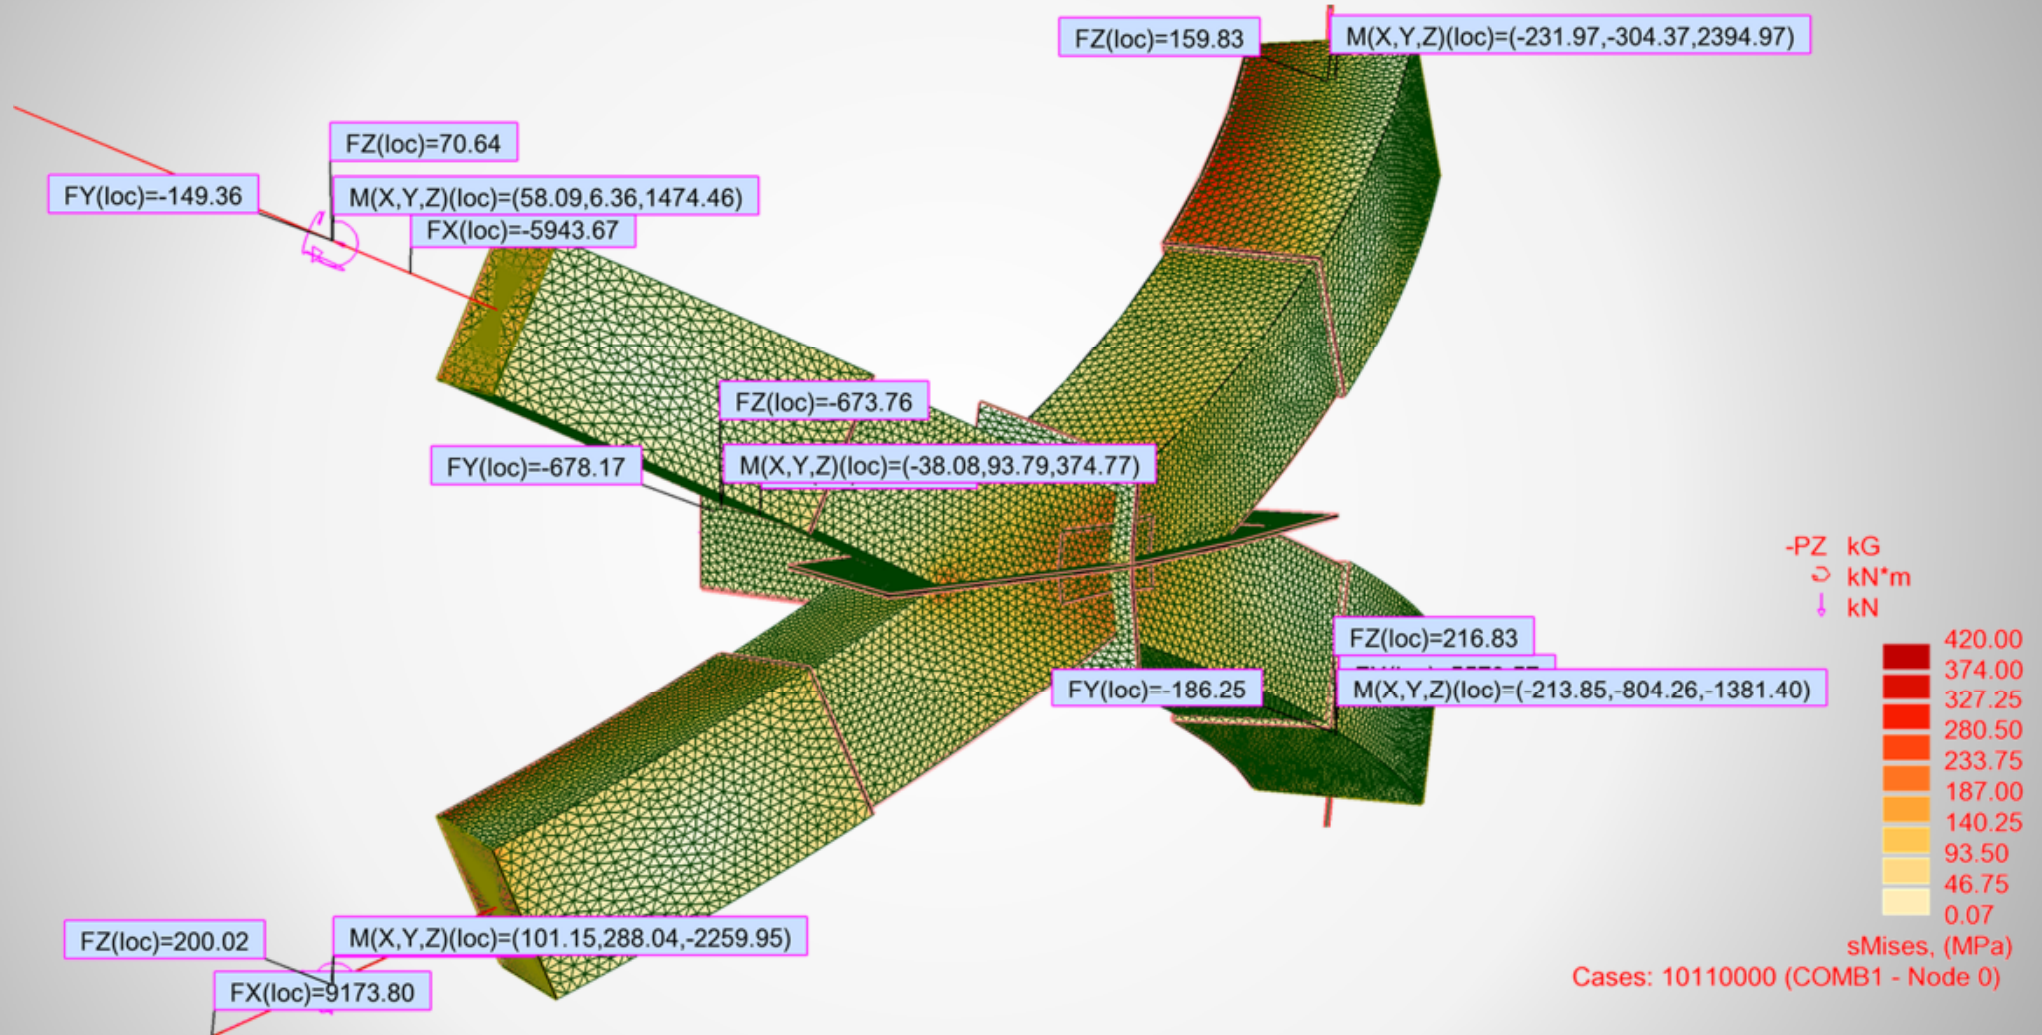 FZ(loc)=159.83
M(X,Y,Z)(loc)=(-231.97,-304.37,2394.97)
FZ(loc)=70.64
FY(loc)=-149.36
M(X,Y,Z)(loc)=(58.09,6.36,1474.46)
FX(loc)=-5943.67
FZ(loc)=-673.76
FY(loc)=-678.17
M(X,Y,Z)(loc)=(-38.08,93.79,374.77)
-PZ kG
kN*m
kN
FZ(loc)=216.83
FY(loc)=-186.25
M(X,Y,Z)(loc)=(-213.85,-804.26,-1381.40)
420.00
374.00
327.25
280.50
233.75
187.00
140.25
93.50
46.75
0.07
sMises, (MPa)
Cases: 10110000 (COMB1 - Node 0)
FZ(loc)=200.02
M(X,Y,Z)(loc)=(101.15,288.04,-2259.95)
FX(loc)=9173.80